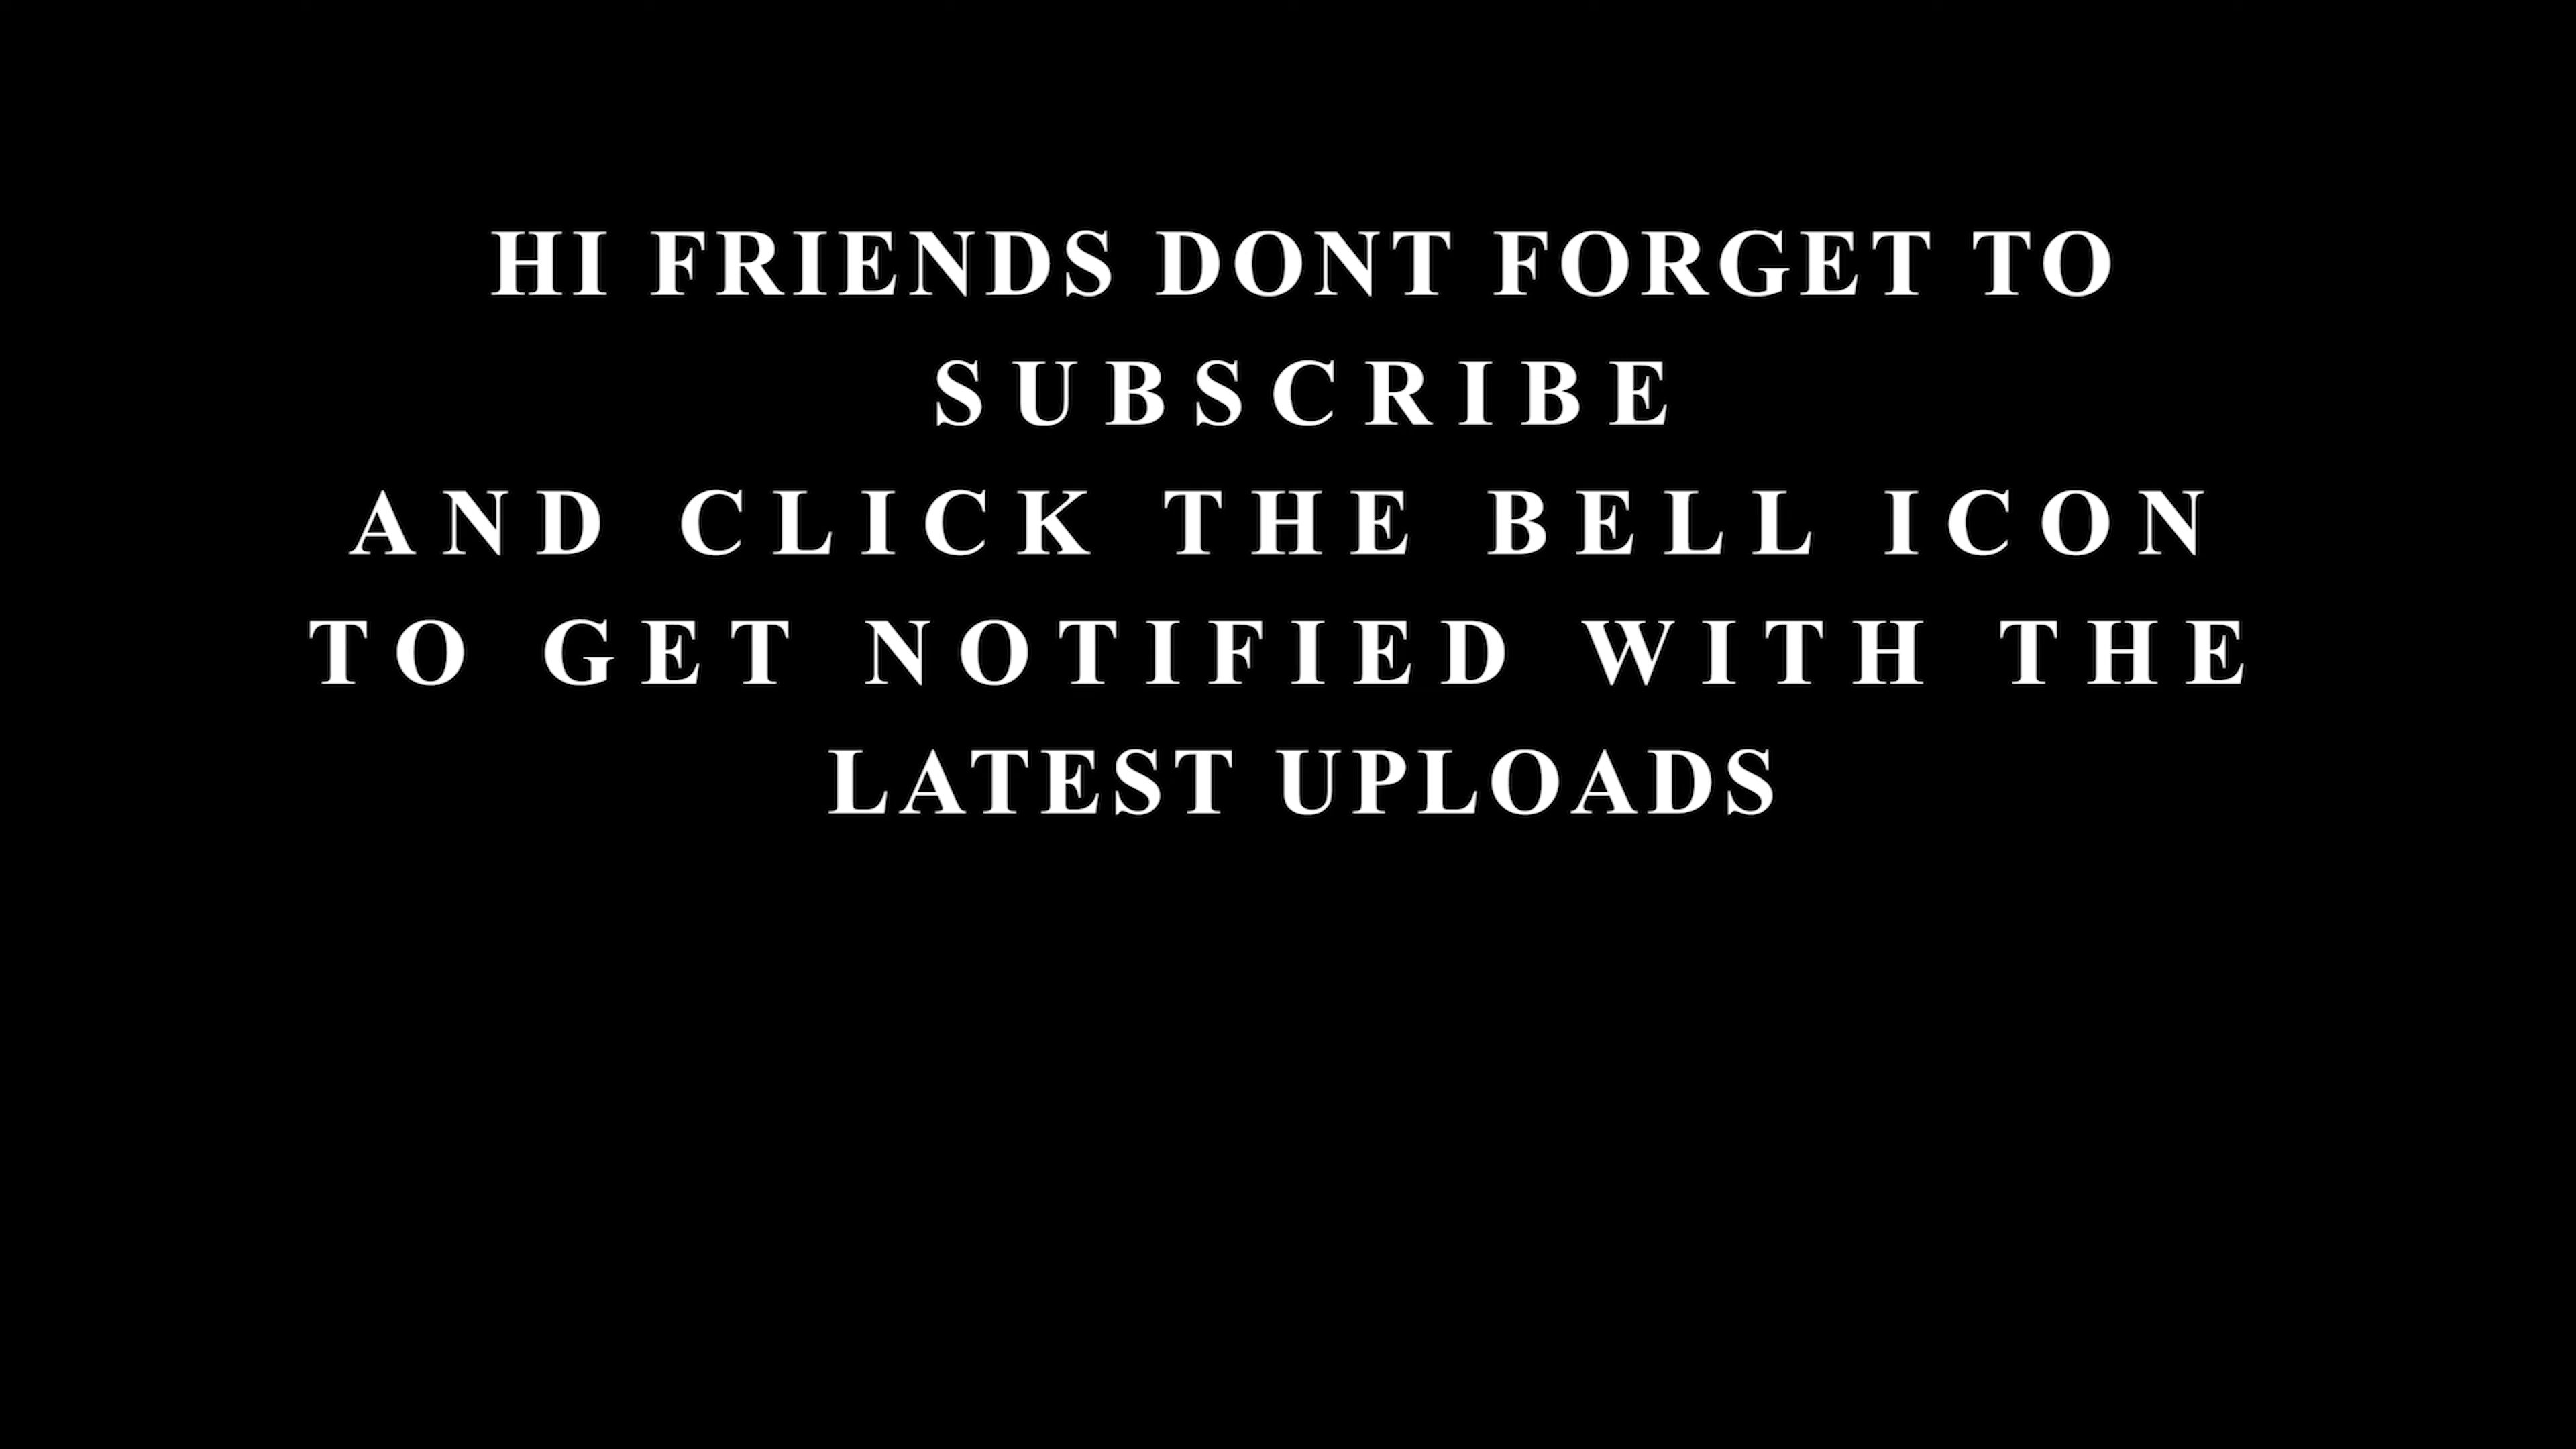 HI FRIENDS DONT FORGET TO
SUBSCRIBE
AND CLICK THE BELL ICON
TO GET NOTIFIED WITH THE
LATEST UPLOADS